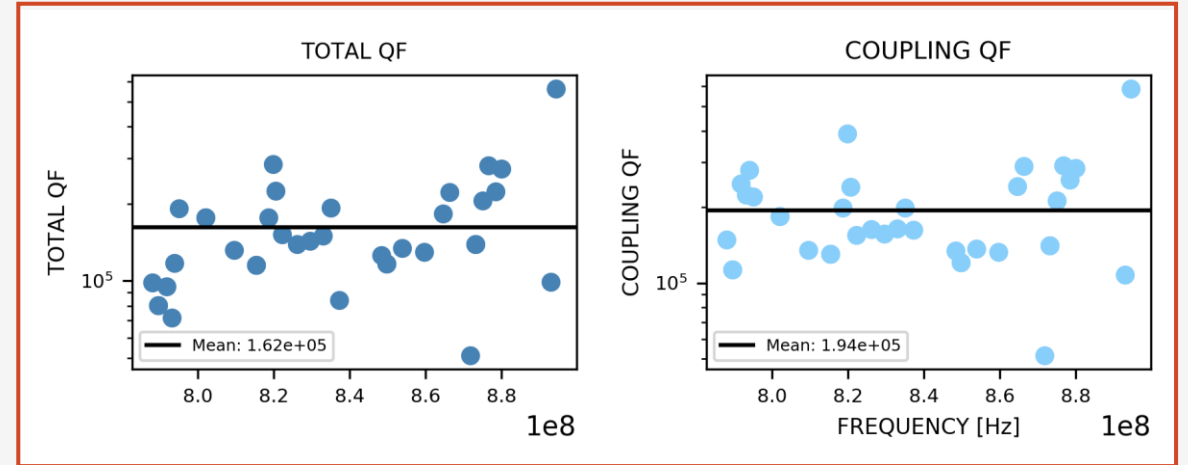 TOTAL QF
TOTAL QF
10⁵
Mean: 1.62e+05
8.0 8.2 8.4 8.6 8.8
1e8
COUPLING QF
COUPLING QF
10⁵
Mean: 1.94e+05
8.0 8.2 8.4 8.6 8.8
FREQUENCY [Hz]
1e8